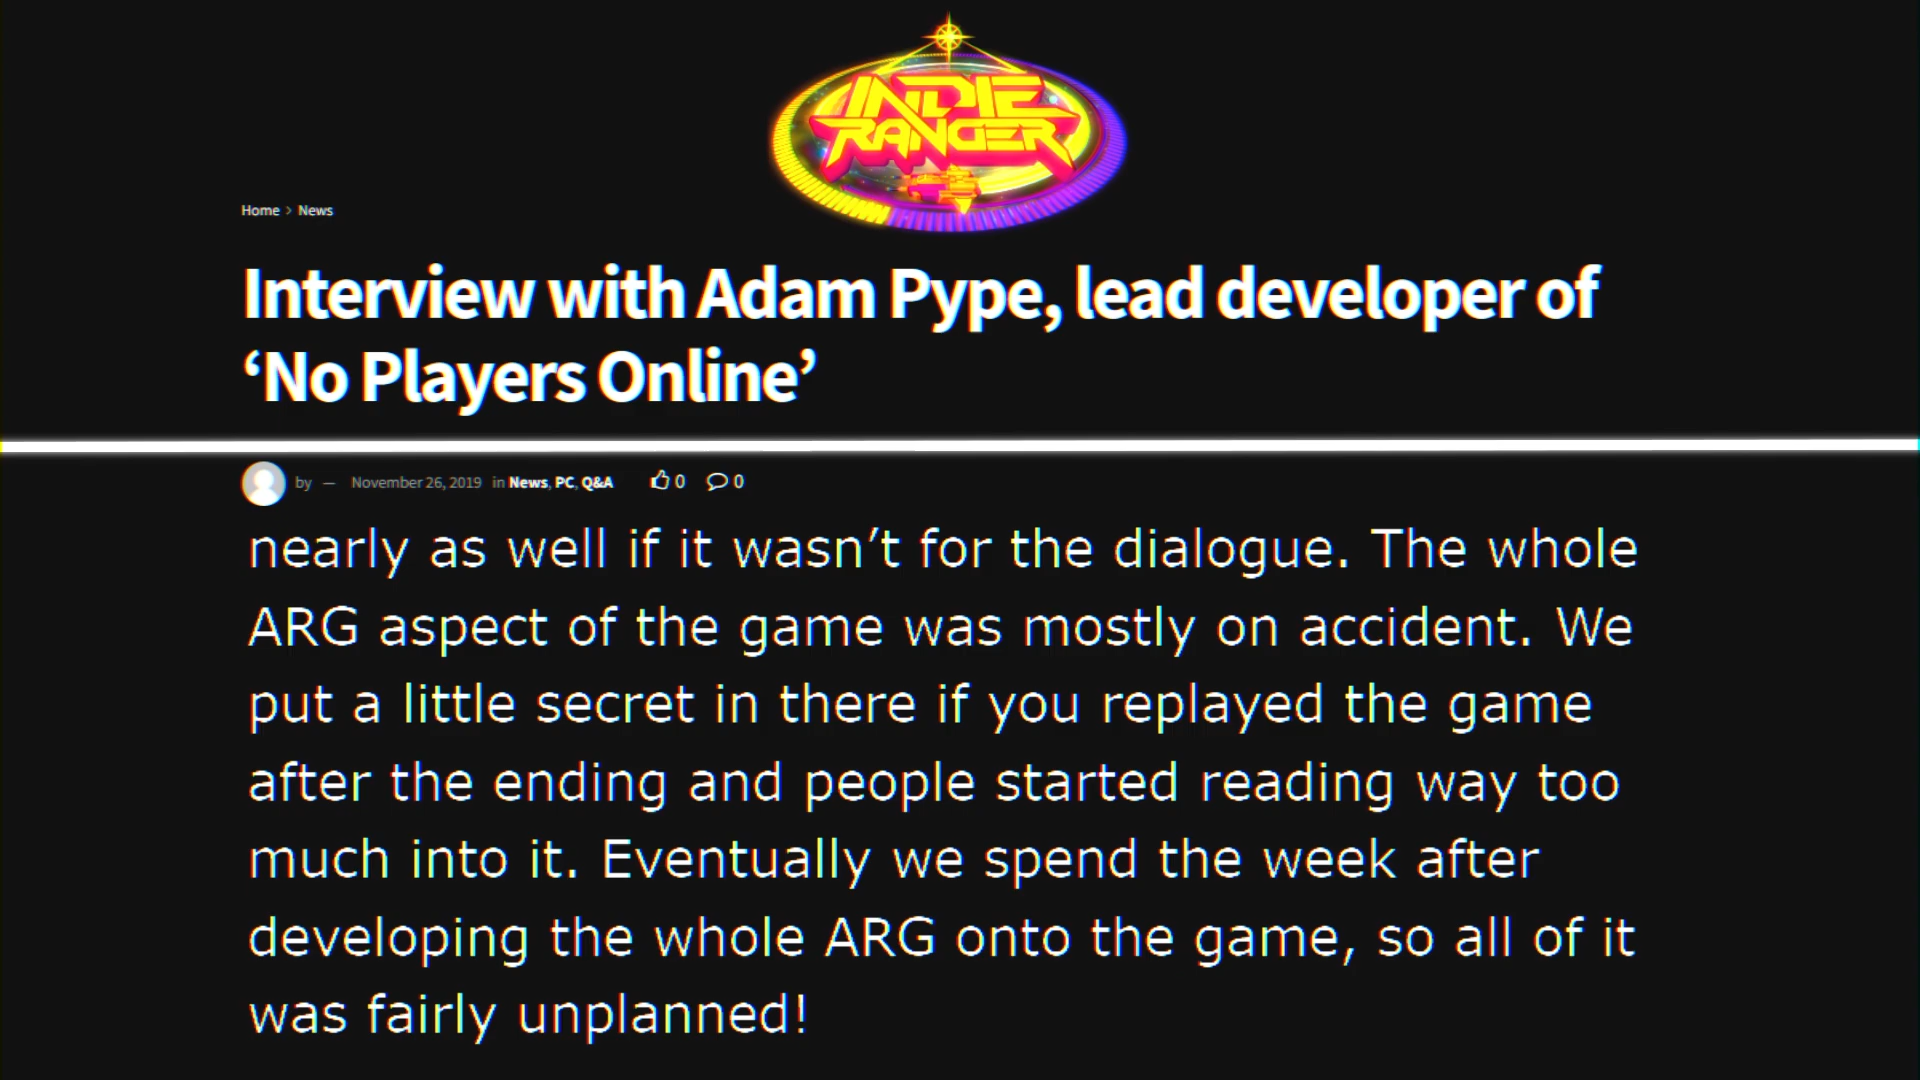 INDIE
RANGER
Home > News
Interview with Adam Pype, lead developer of
‘No Players Online’
by — November 26, 2019 in News, PC, Q&A 0 0
nearly as well if it wasn’t for the dialogue. The whole
ARG aspect of the game was mostly on accident. We
put a little secret in there if you replayed the game
after the ending and people started reading way too
much into it. Eventually we spend the week after
developing the whole ARG onto the game, so all of it
was fairly unplanned!